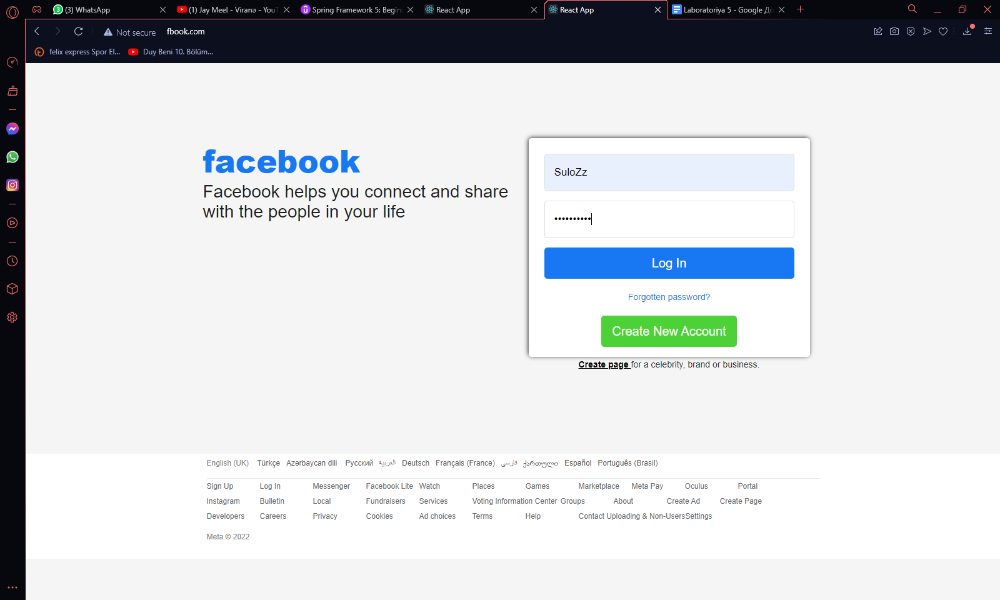 (3) WhatsApp
(1) Jay Meel - Viranə - YouT
Spring Framework 5: Begin
React App
React App
Laboratoriya 5 - Google До
Not secure fbook.com
felix express Spor El...
Duy Beni 10. Bölüm...
facebook
Facebook helps you connect and share
with the people in your life
SuloZz
••••••••••
Log In
Forgotten password?
Create New Account
Create page for a celebrity, brand or business.
English (UK) Türkçe Azərbaycan dili Русский العربية Deutsch Français (France) فارسی ქართული Español Português (Brasil)
Sign Up Log In Messenger Facebook Lite Watch Places Games Marketplace Meta Pay Oculus Portal
Instagram Bulletin Local Fundraisers Services Voting Information Center Groups About Create Ad Create Page
Developers Careers Privacy Cookies Ad choices Terms Help Contact Uploading & Non-Users Settings
Meta © 2022